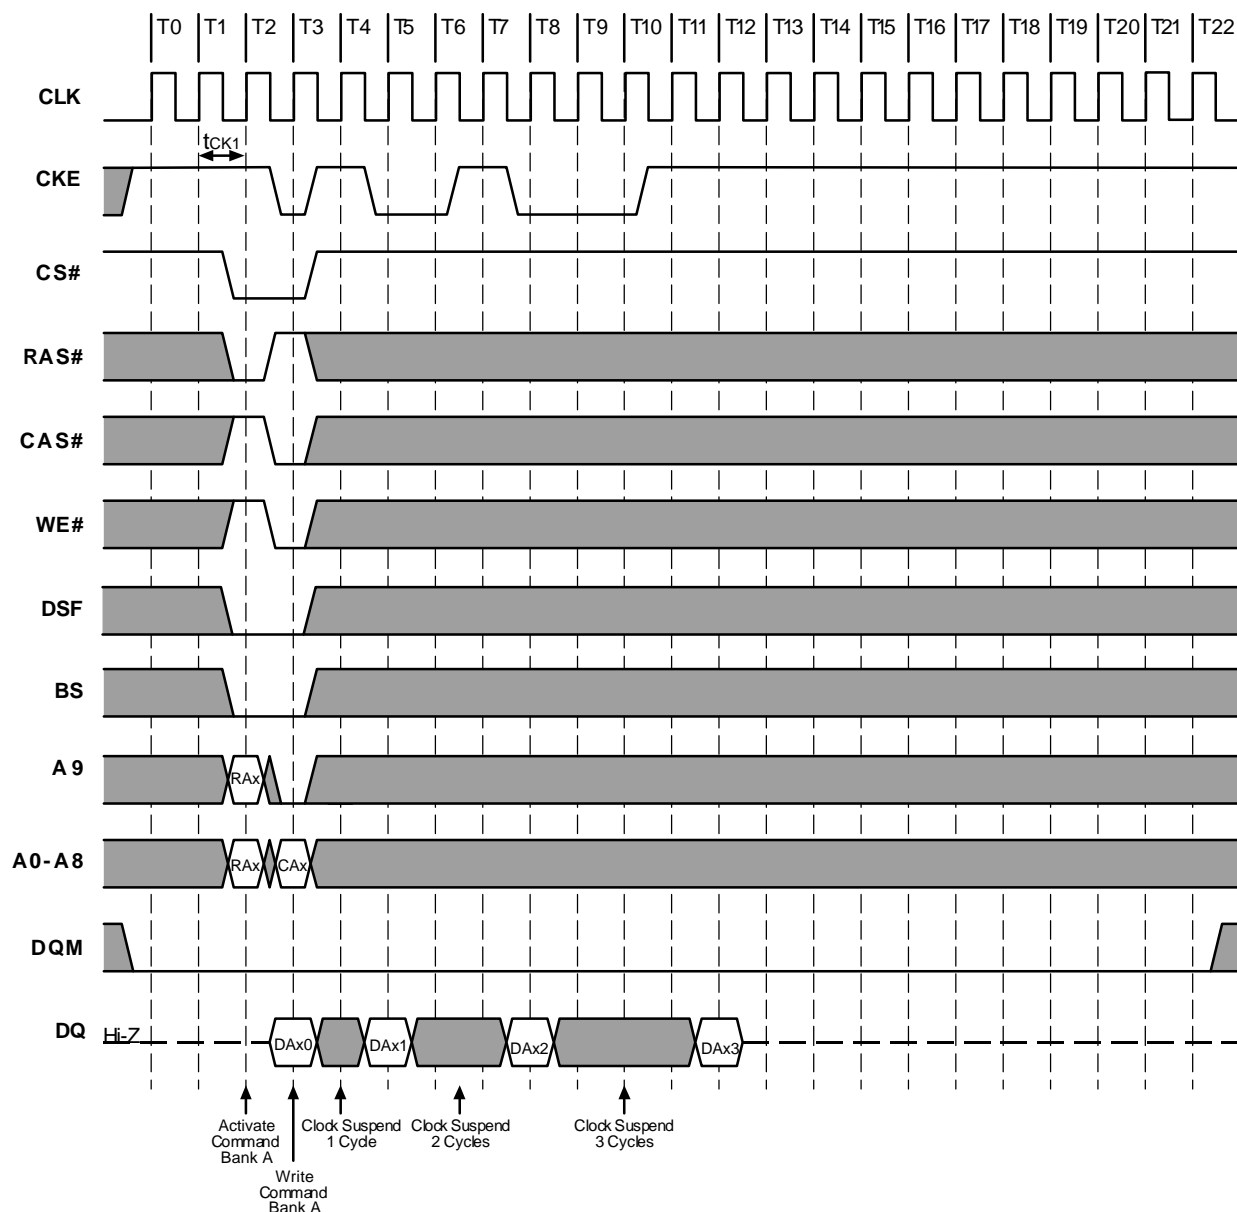 T0 T1 T2 T3 T4 T5 T6 T7 T8 T9 T10 T11 T12 T13 T14 T15 T16 T17 T18 T19 T20 T21 T22
CLK
tCK1
CKE
CS#
RAS#
CAS#
WE#
DSF
BS
A9
RAx
A0-A8
RAx CAx
DQM
DQ
Hi-Z
DAx0 DAx1 DAx2 DAx3
Activate
Command
Bank A
Write
Command
Bank A
Clock Suspend
1 Cycle
Clock Suspend
2 Cycles
Clock Suspend
3 Cycles